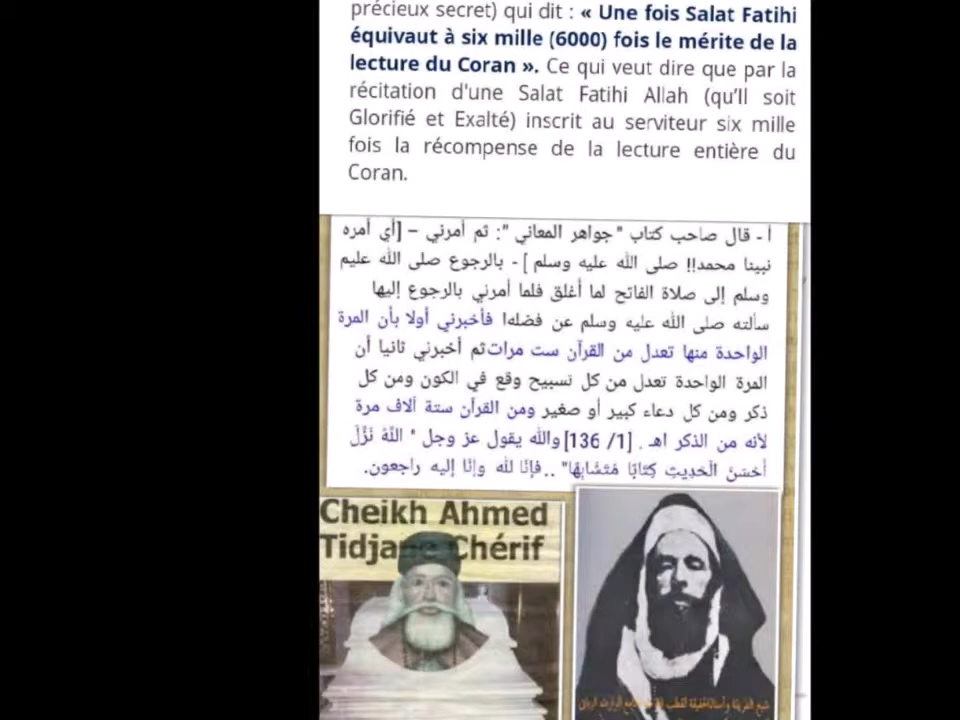 précieux secret) qui dit : « Une fois Salat Fatihi
équivaut à six mille (6000) fois le mérite de la
lecture du Coran ». Ce qui veut dire que par la
récitation d'une Salat Fatihi Allah (qu'Il soit
Glorifié et Exalté) inscrit au serviteur six mille
fois la récompense de la lecture entière du
Coran.
أ - قال صاحب كتاب "جواهر المعاني": ثم أمرني – [أي أمره
نبينا محمد!! صلى الله عليه وسلم ] - بالرجوع صلى الله عليم
وسلم إلى صلاة الفاتح لما أغلق فلما أمرني بالرجوع إليها
سألته صلى الله عليه وسلم عن فضلها فأخبرني أولا بأن المرة
الواحدة منها تعدل من القرآن ست مرات ثم أخبرني ثانيا أن
المرة الواحدة تعدل من كل تسبيح وقع في الكون ومن كل
ذكر ومن كل دعاء كبير أو صغير ومن القرآن ستة آلاف مرة
لأنه من الذكر اهـ . [1/ 136] والله يقول عز وجل " اللَّهُ نَزَّلَ
أَحْسَنَ الْحَدِيثِ كِتَابًا مُتَشَابِهًا" ..فإنا لله وإنا إليه راجعون.
Cheikh Ahmed
Tidjane Chérif
شيخ الطريقة